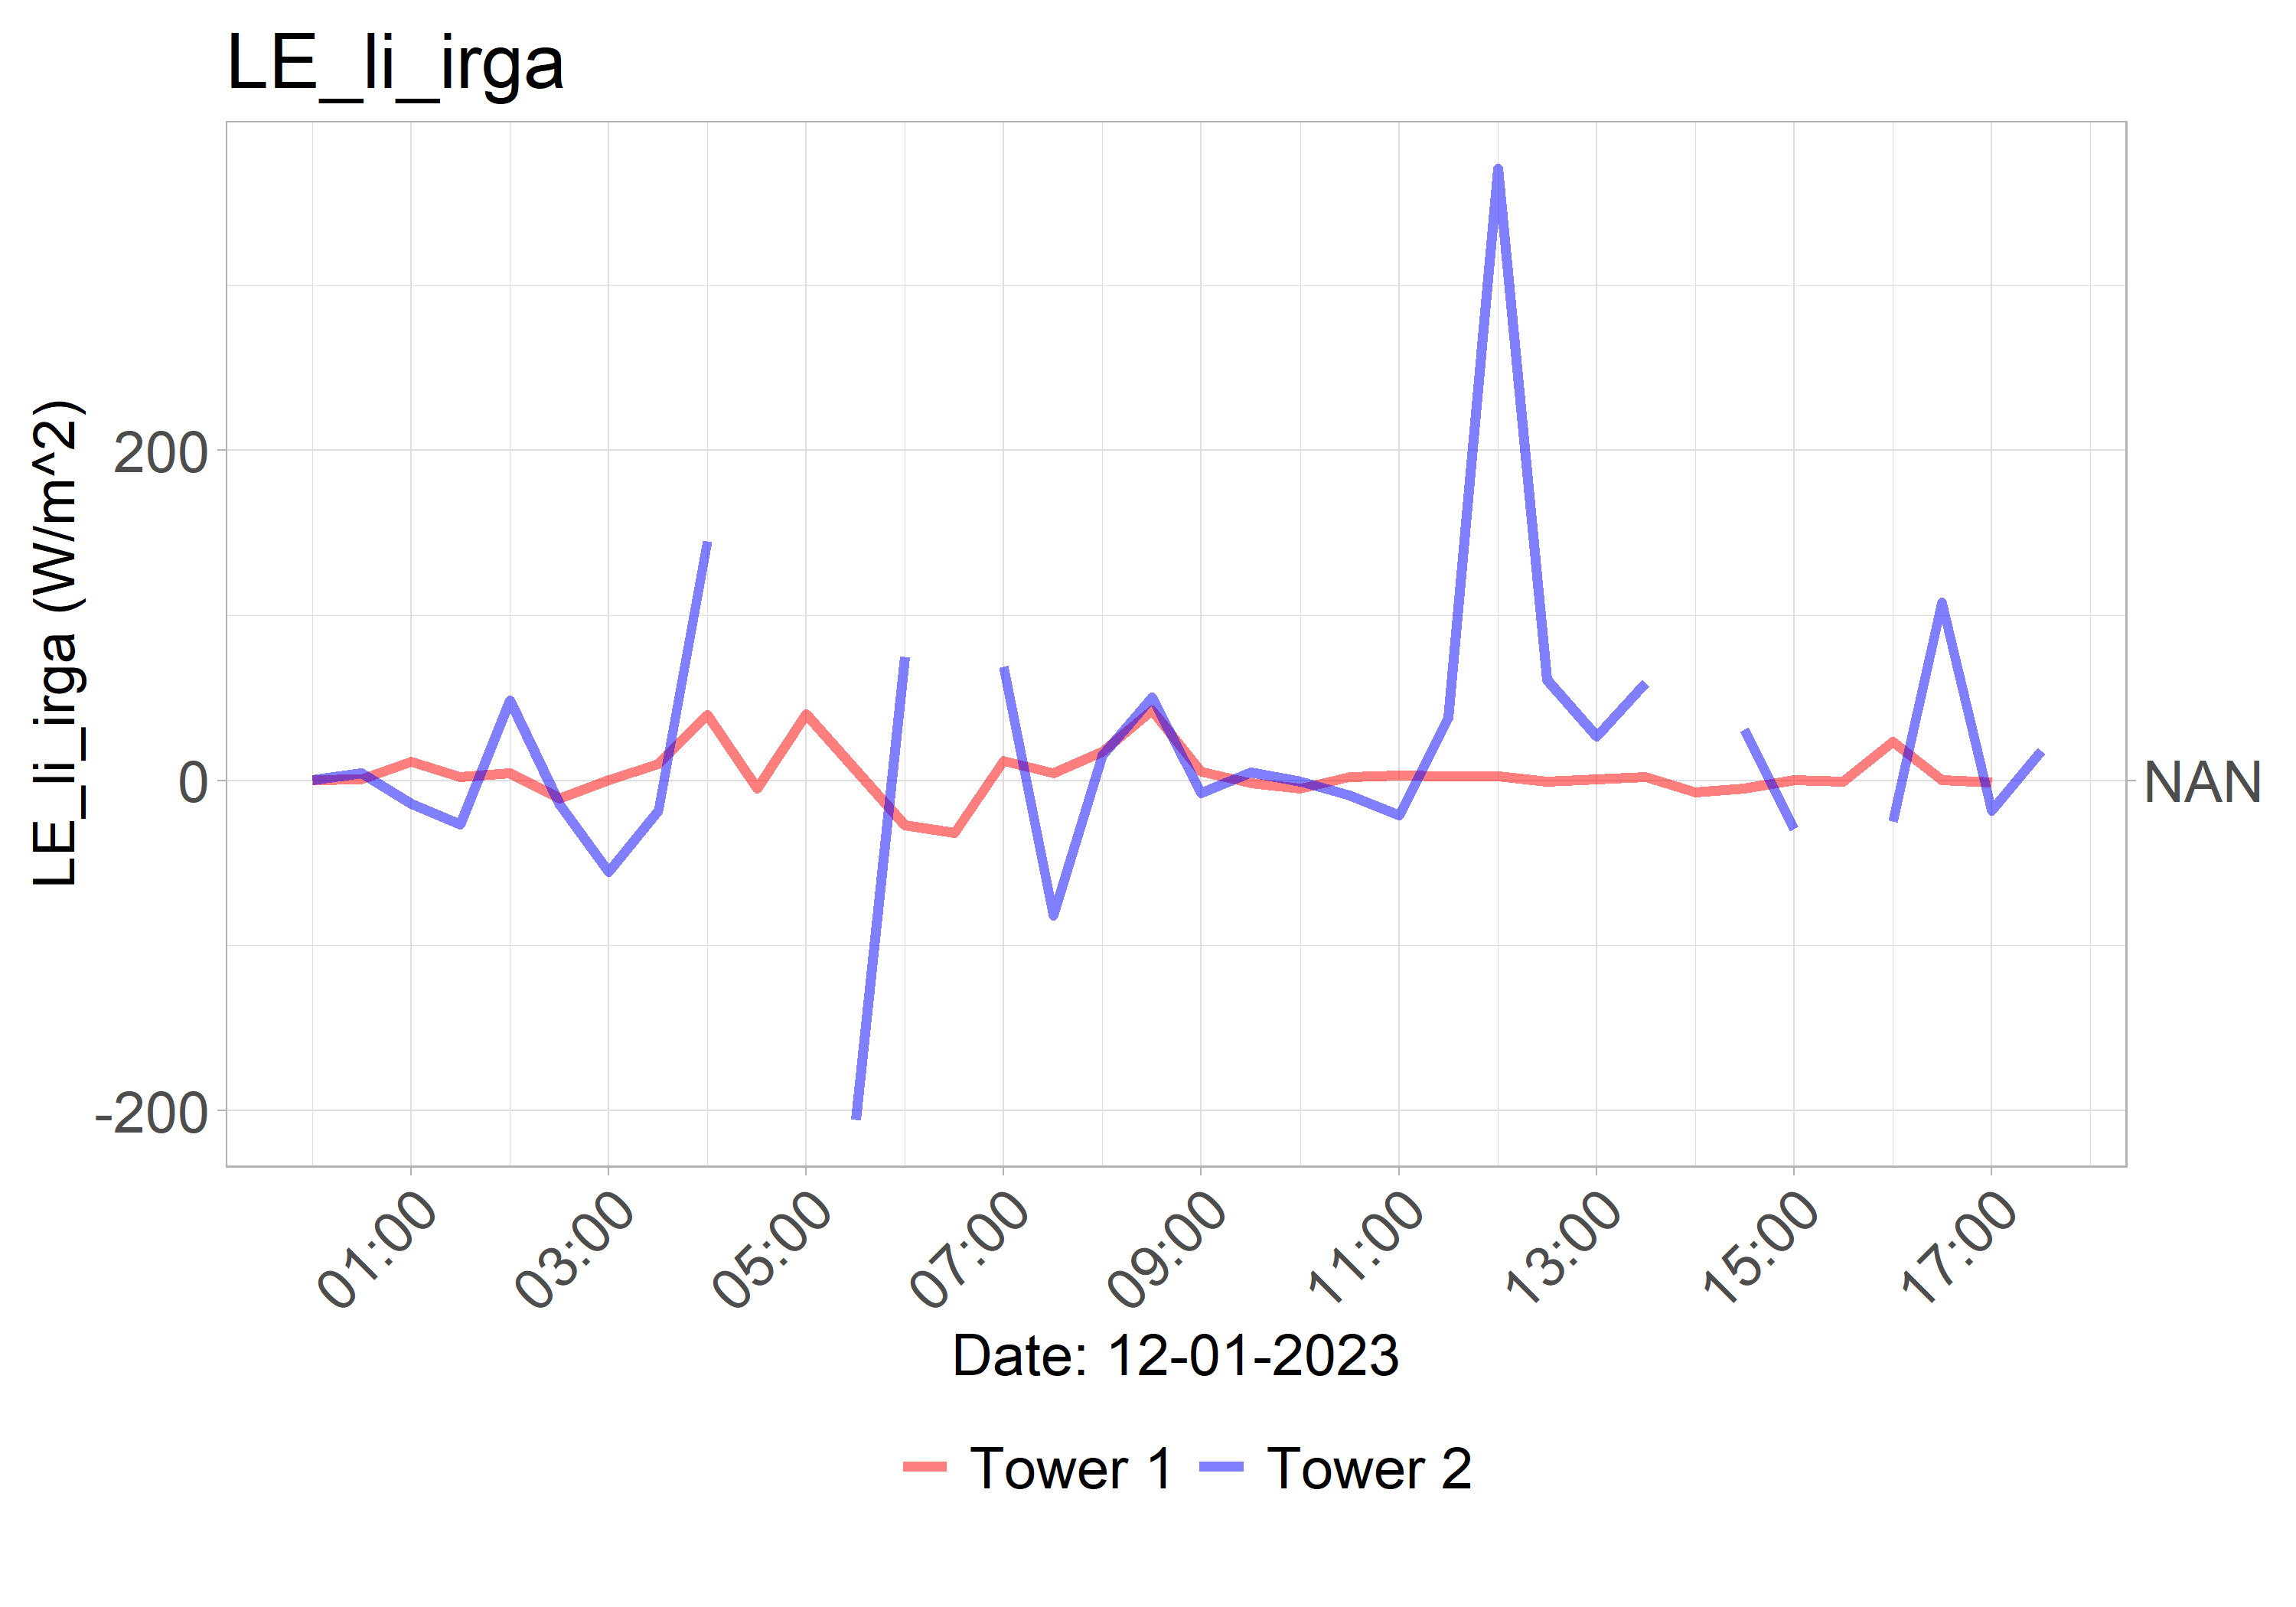 LE_li_irga
LE_li_irga (W/m^2)
200
0
-200
NAN
01:00
03:00
05:00
07:00
09:00
11:00
13:00
15:00
17:00
Date: 12-01-2023
Tower 1
Tower 2